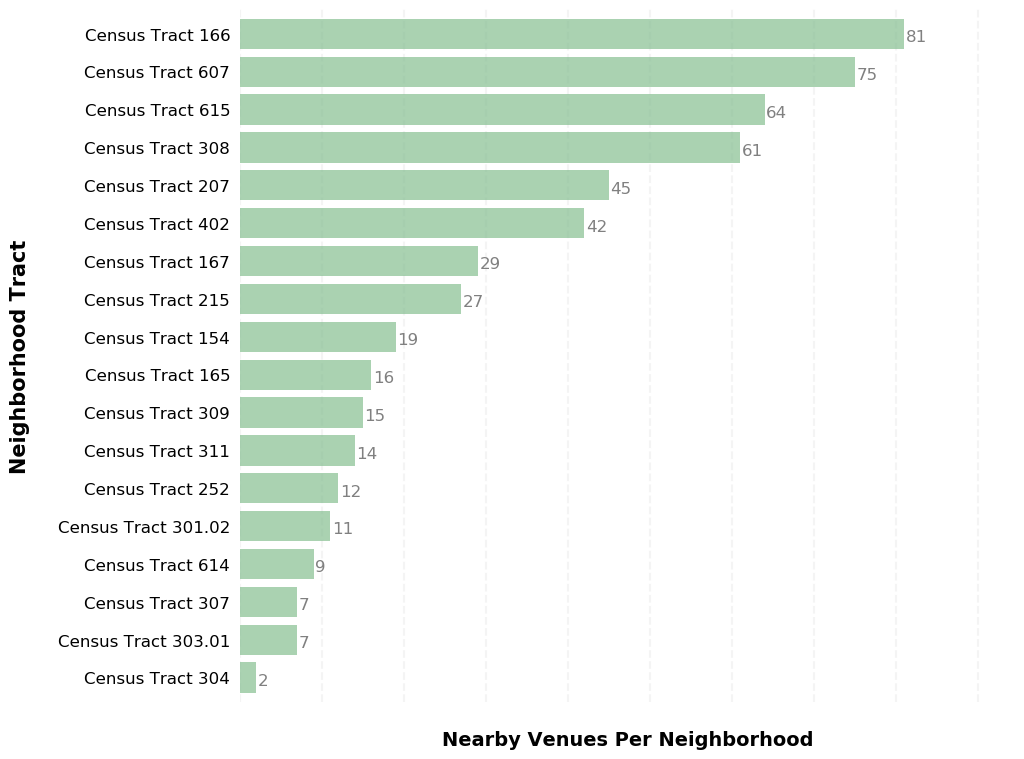 Neighborhood Tract
Census Tract 166 81
Census Tract 607 75
Census Tract 615 64
Census Tract 308 61
Census Tract 207 45
Census Tract 402 42
Census Tract 167 29
Census Tract 215 27
Census Tract 154 19
Census Tract 165 16
Census Tract 309 15
Census Tract 311 14
Census Tract 252 12
Census Tract 301.02 11
Census Tract 614 9
Census Tract 307 7
Census Tract 303.01 7
Census Tract 304 2
Nearby Venues Per Neighborhood